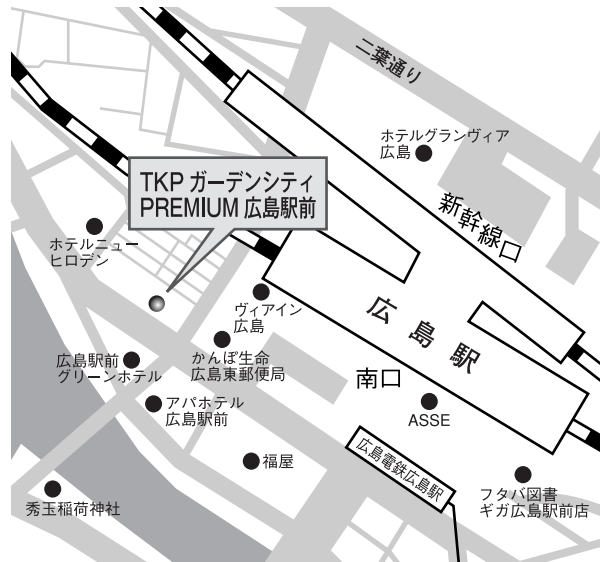 二葉通り
ホテルグランヴィア
広島
TKP ガーデンシティ
PREMIUM 広島駅前
新幹線口
ホテルニュー
ヒロデン
ヴィアイン
広島
広島駅
かんぽ生命
広島東郵便局
広島駅前
グリーンホテル
南口
アパホテル
広島駅前
ASSE
福屋
広島電鉄広島駅
フタバ図書
ギガ広島駅前店
秀玉稲荷神社